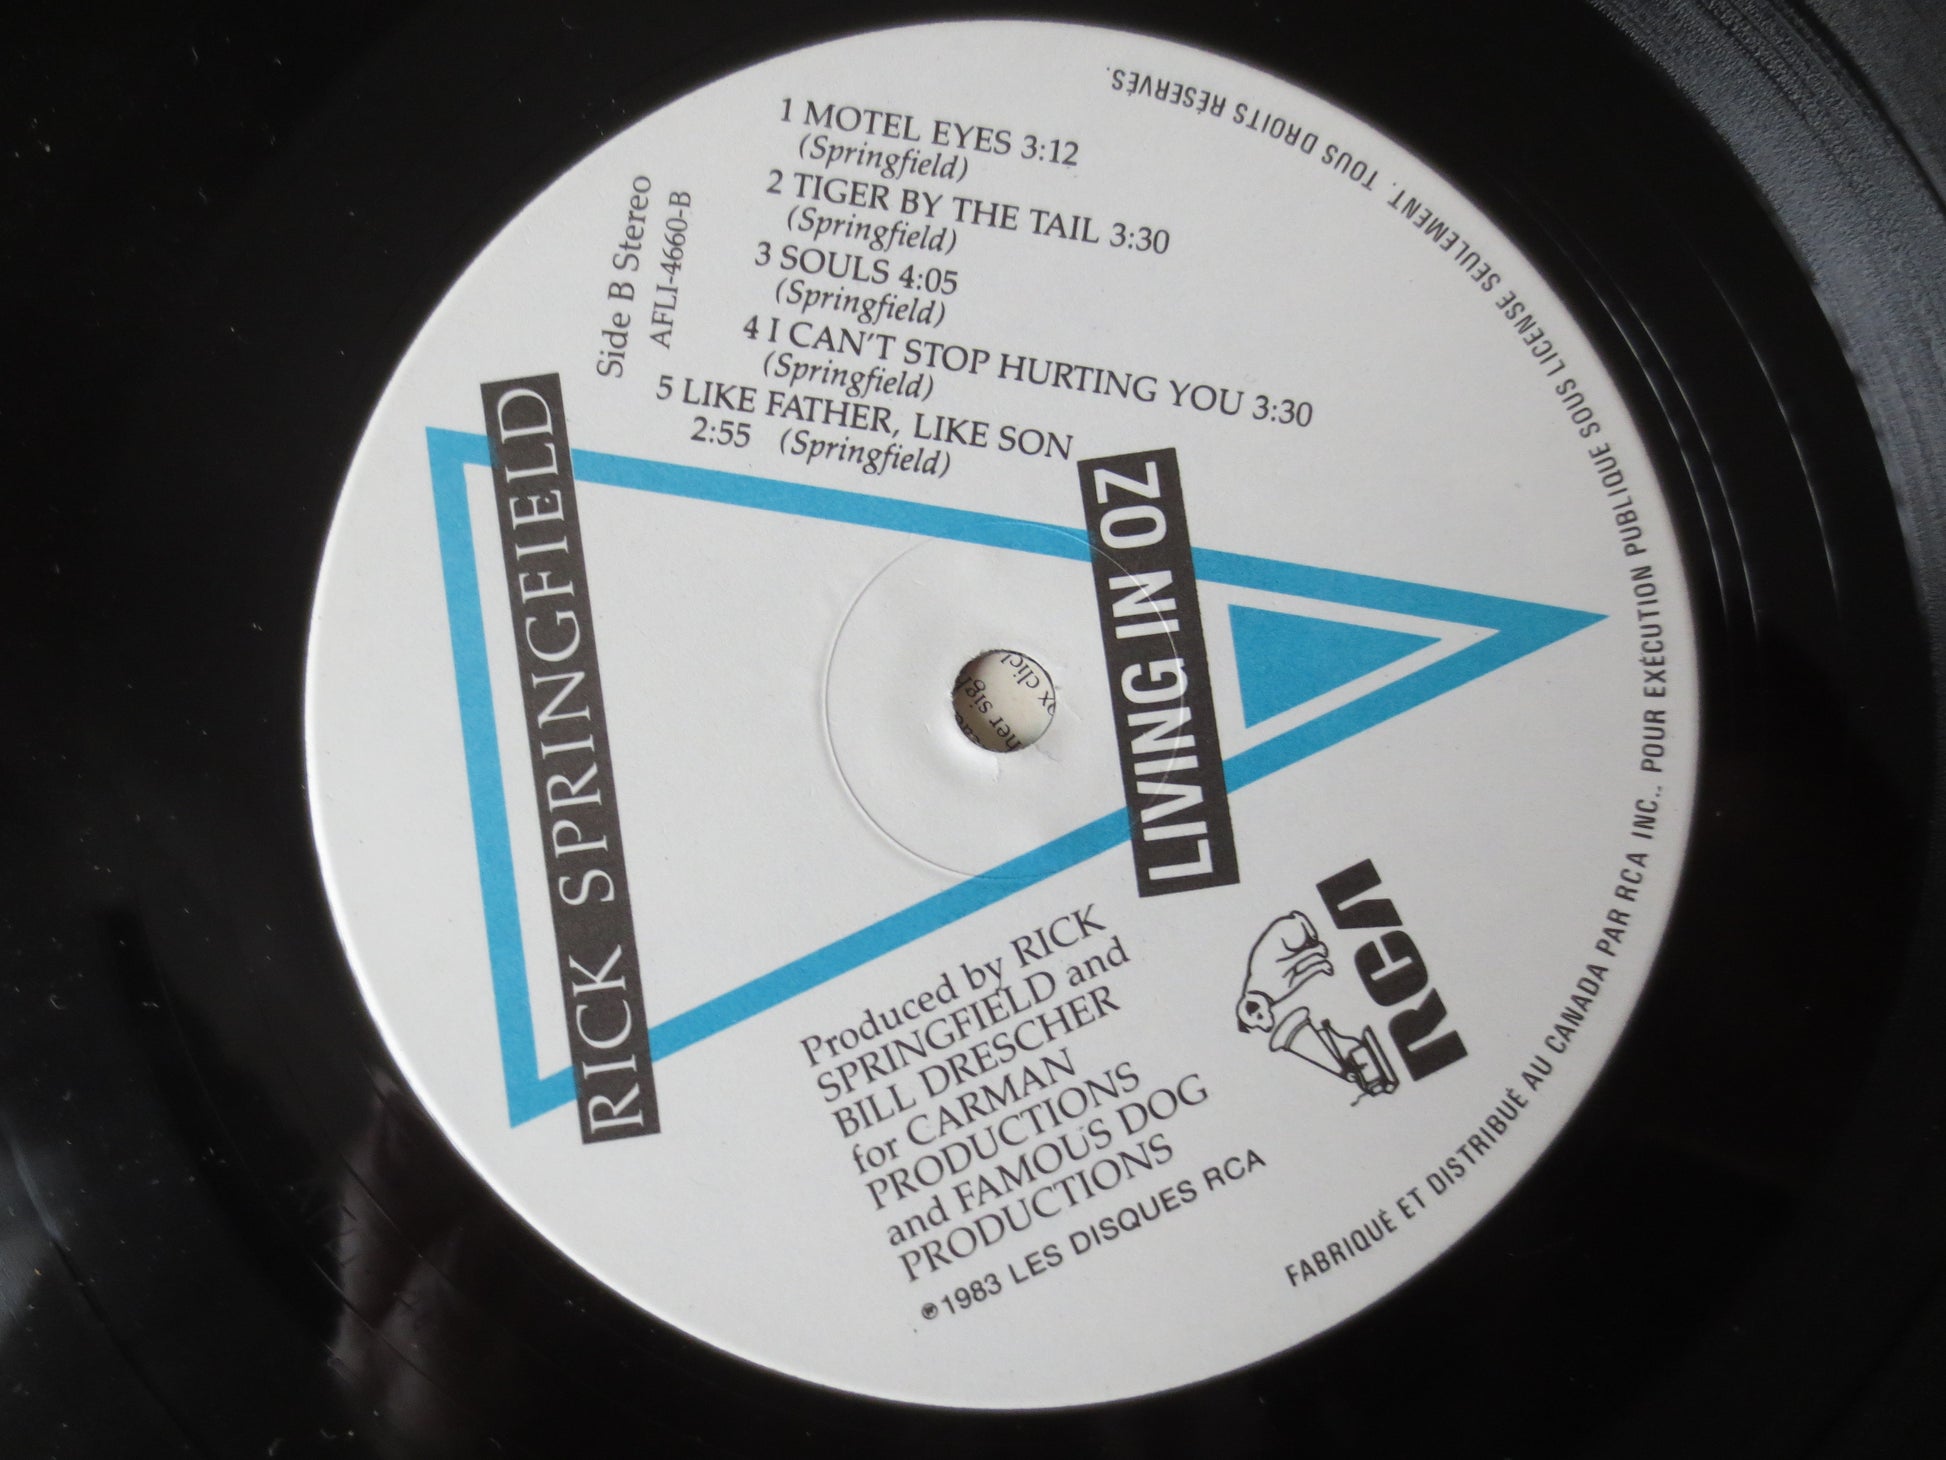 RICK SPRINGFIELD
Side B Stereo
AFLI-4660-B
1 MOTEL EYES 3:12
(Springfield)
2 TIGER BY THE TAIL 3:30
(Springfield)
3 SOULS 4:05
(Springfield)
4 I CAN'T STOP HURTING YOU 3:30
(Springfield)
5 LIKE FATHER, LIKE SON
2:55 (Springfield)
LIVING IN OZ
Produced by RICK
SPRINGFIELD and
BILL DRESCHER
for CARMAN
PRODUCTIONS
and FAMOUS DOG
PRODUCTIONS
℗1983 LES DISQUES RCA
RCA
FABRIQUÉ ET DISTRIBUÉ AU CANADA PAR RCA INC.. POUR EXÉCUTION PUBLIQUE SOUS LICENSE SEULEMENT. TOUS DROITS RÉSERVÉS.